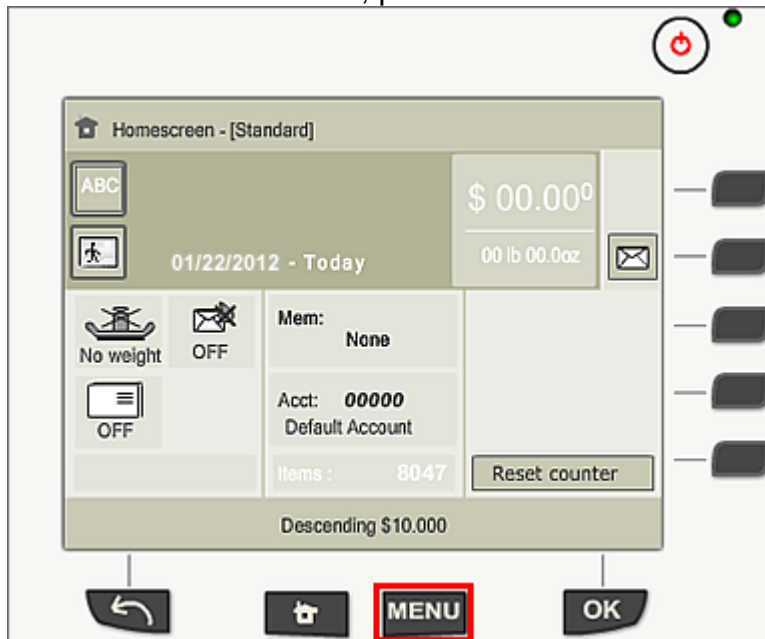 Homescreen - [Standard]
ABC
$ 00.00⁰
01/22/2012 - Today
00 lb 00.0oz
No weight
OFF
Mem:
None
OFF
Acct: 00000
Default Account
Items : 8047
Reset counter
Descending $10.000
MENU
OK